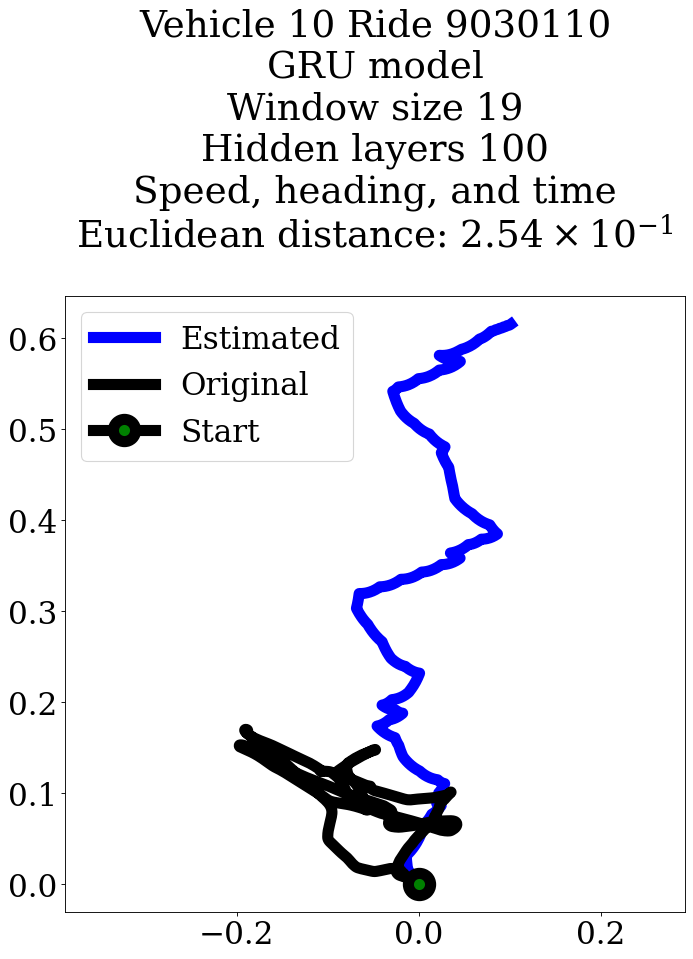 Vehicle 10 Ride 9030110
GRU model
Window size 19
Hidden layers 100
Speed, heading, and time
Euclidean distance: 2.54 × 10⁻¹
Estimated
Original
Start
0.6
0.5
0.4
0.3
0.2
0.1
0.0
−0.2 0.0 0.2